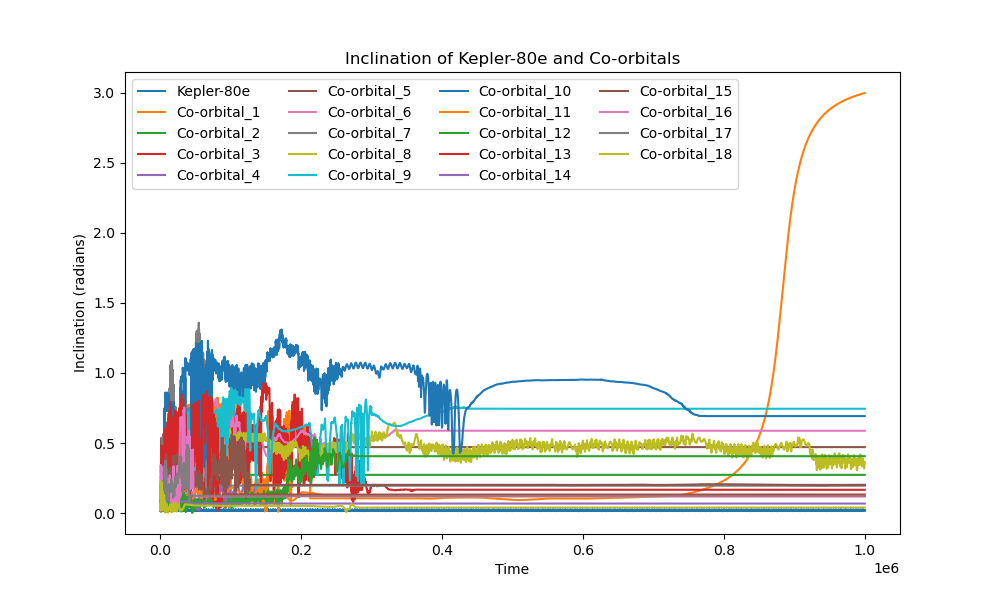 Inclination of Kepler-80e and Co-orbitals
Kepler-80e Co-orbital_5 Co-orbital_10 Co-orbital_15
Co-orbital_1 Co-orbital_6 Co-orbital_11 Co-orbital_16
Co-orbital_2 Co-orbital_7 Co-orbital_12 Co-orbital_17
Co-orbital_3 Co-orbital_8 Co-orbital_13 Co-orbital_18
Co-orbital_4 Co-orbital_9 Co-orbital_14
3.0
2.5
2.0
1.5
1.0
0.5
0.0
Inclination (radians)
0.0 0.2 0.4 0.6 0.8 1.0
Time
1e6